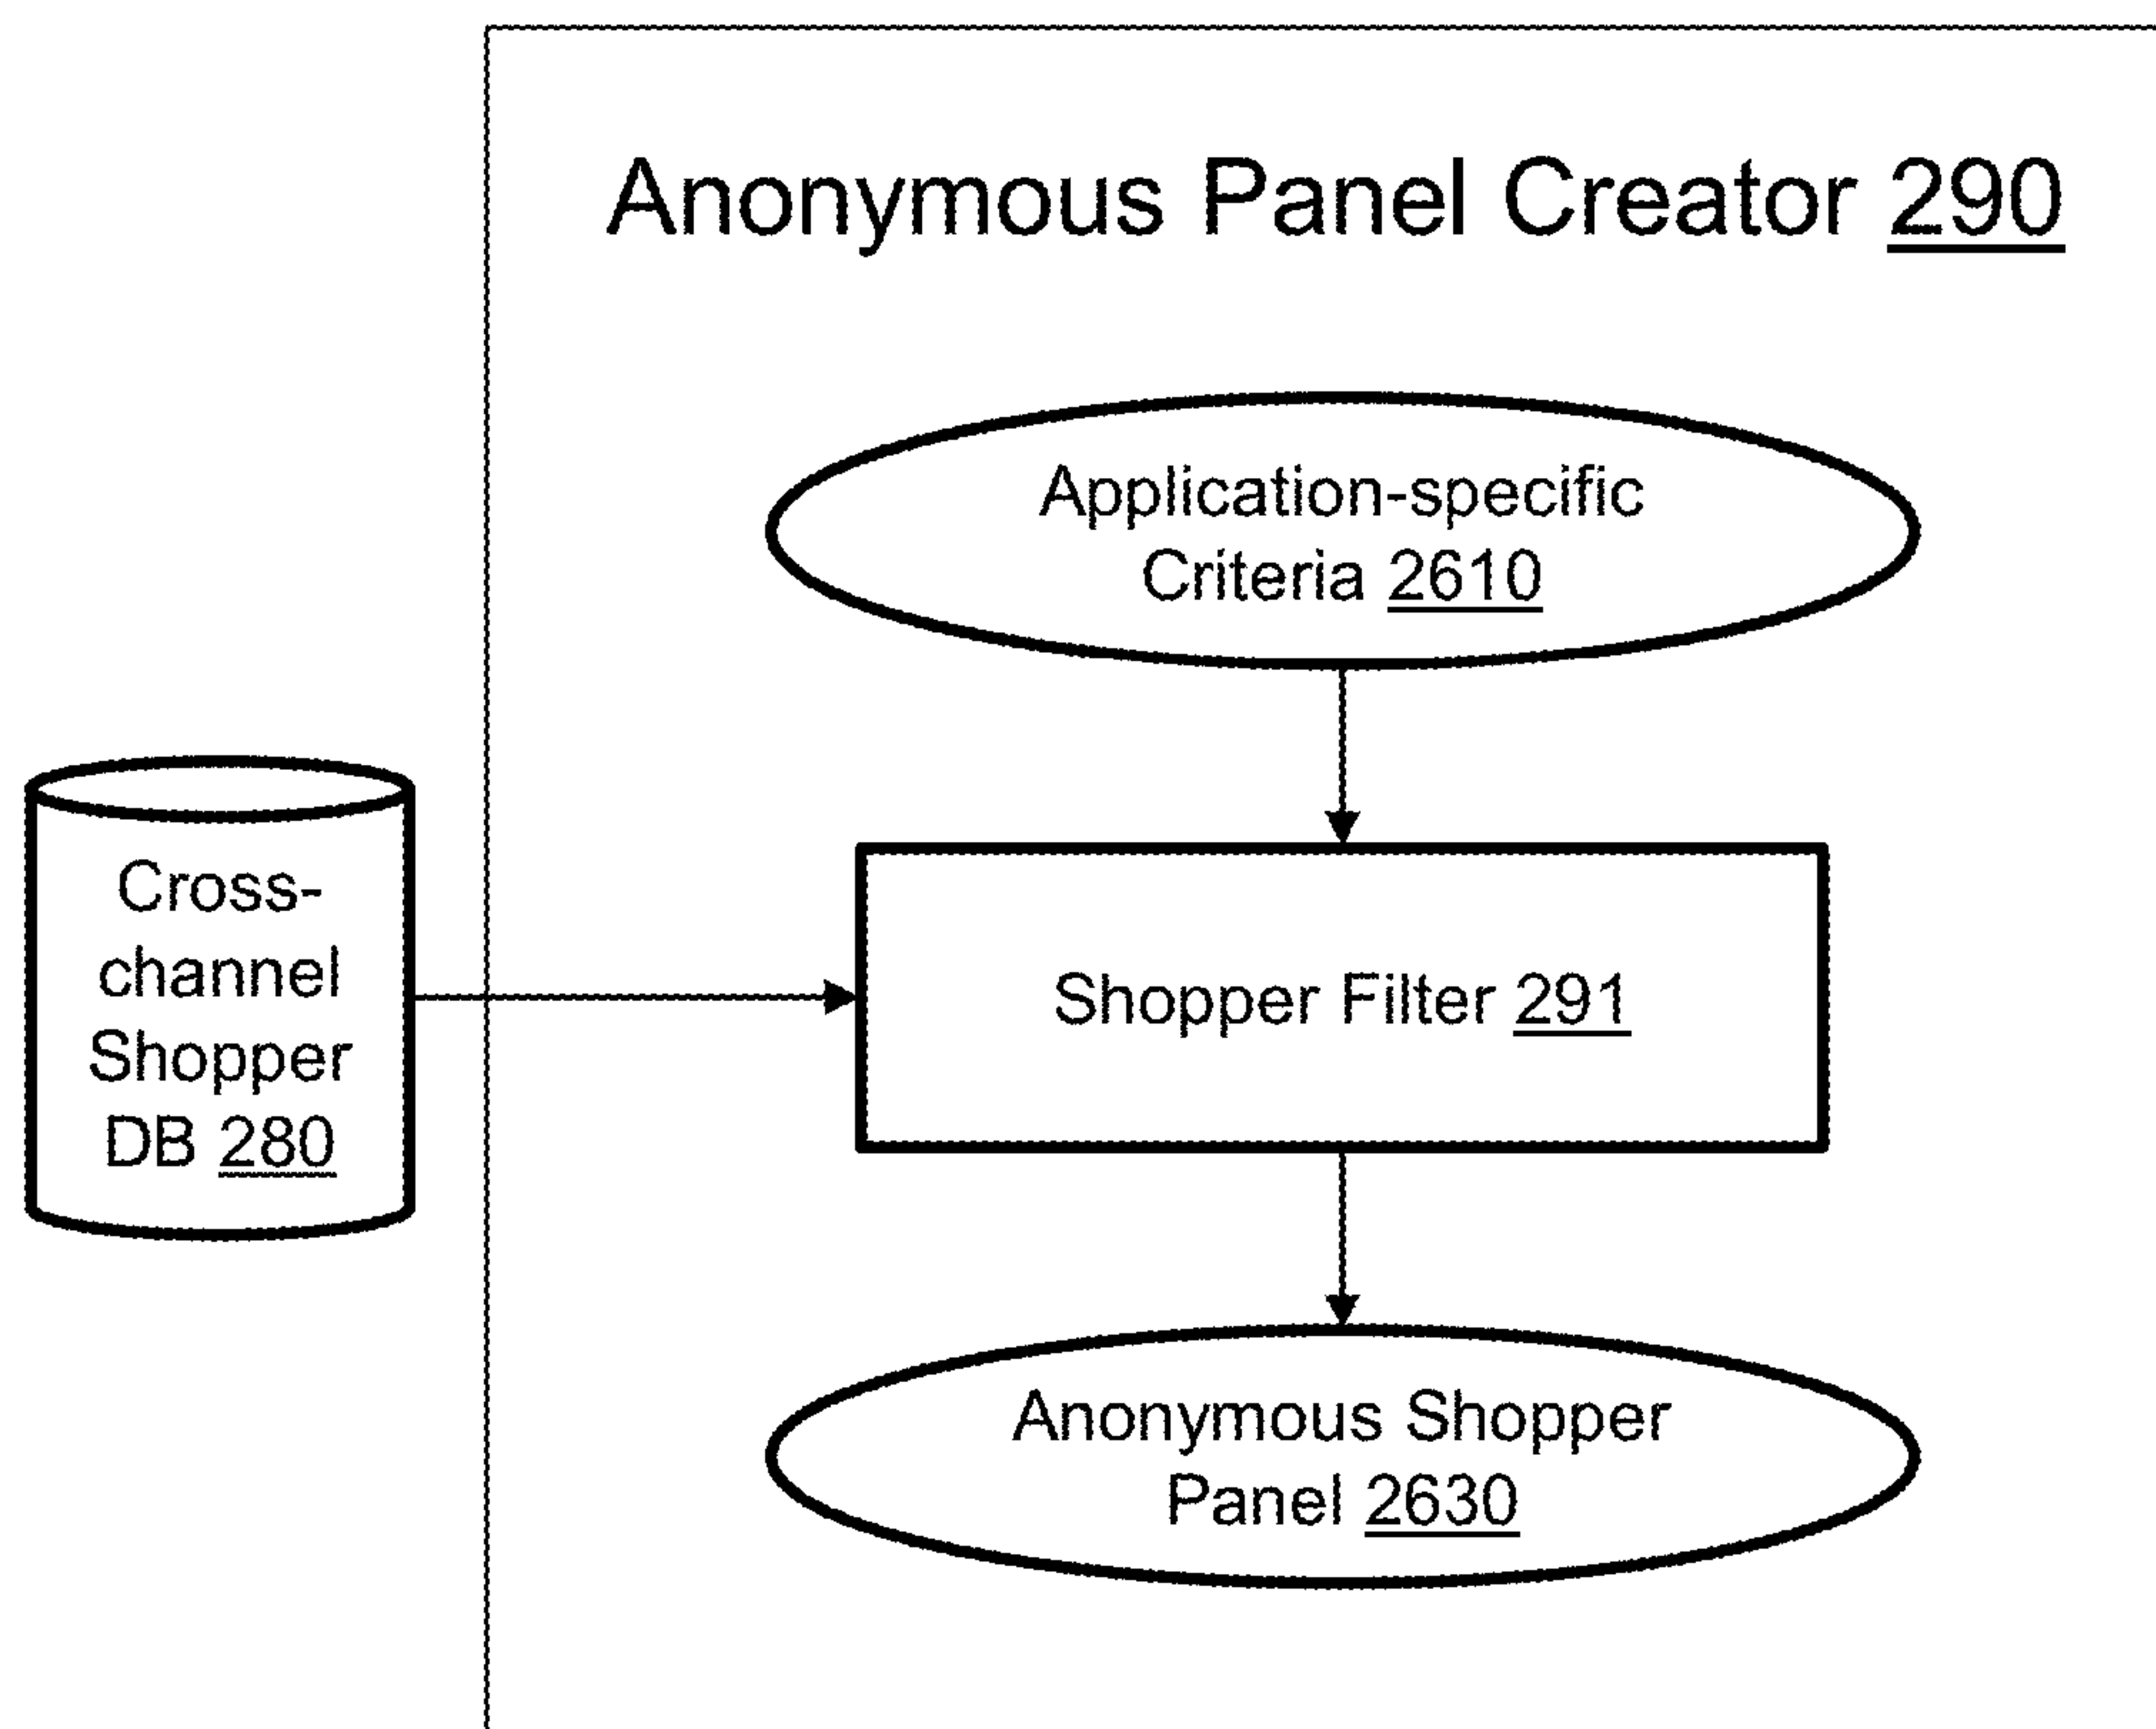 Anonymous Panel Creator 290
Application-specific
Criteria 2610
Cross-
channel
Shopper
DB 280
Shopper Filter 291
Anonymous Shopper
Panel 2630